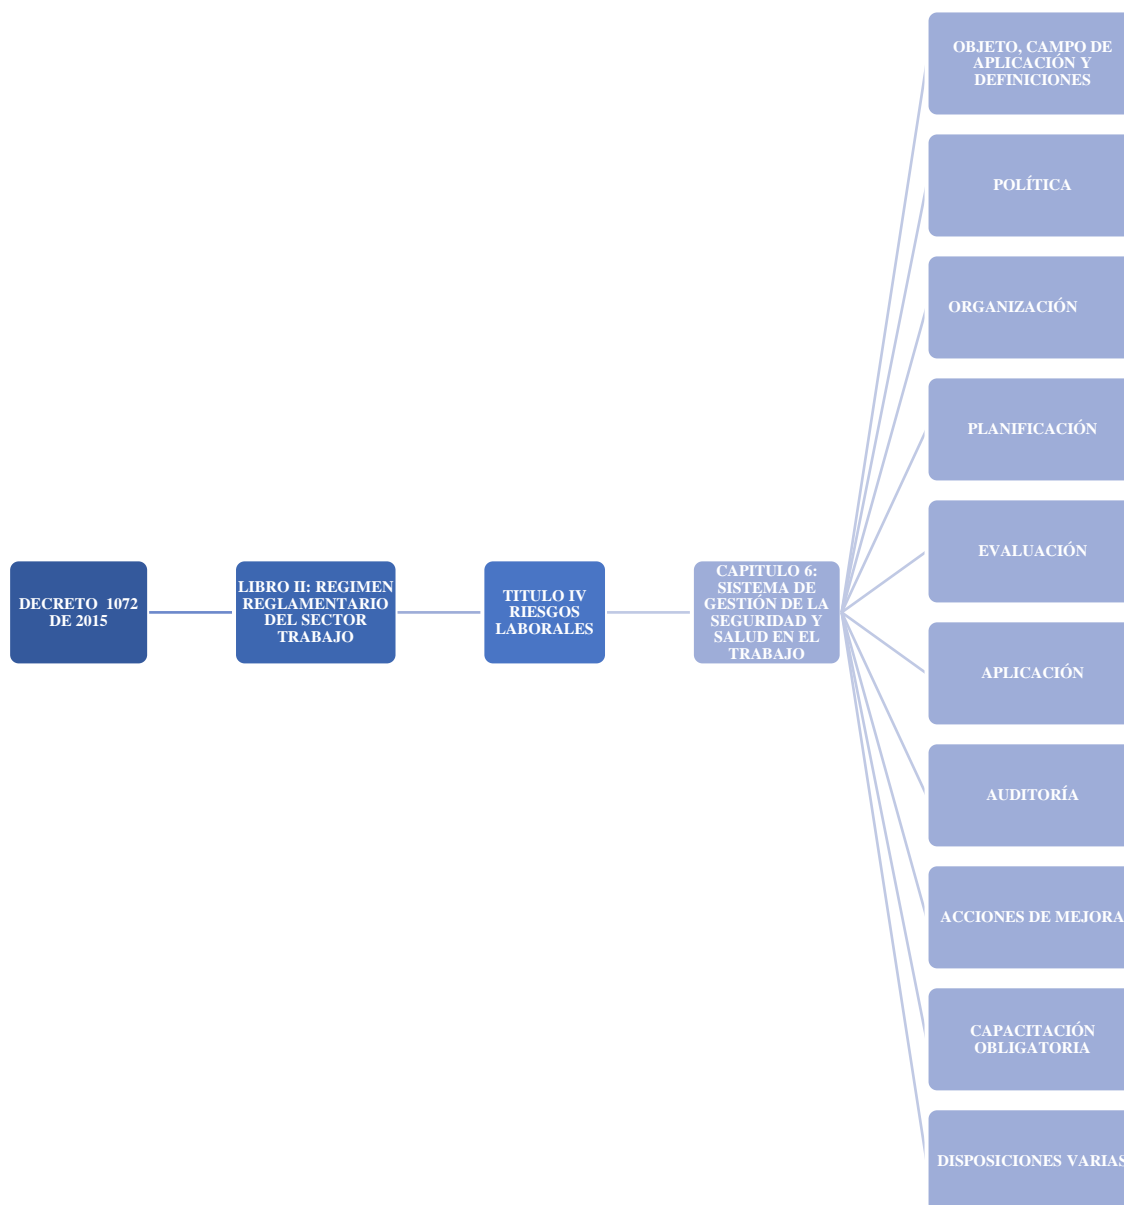 DECRETO 1072
DE 2015
LIBRO II: REGIMEN
REGLAMENTARIO
DEL SECTOR
TRABAJO
TITULO IV
RIESGOS
LABORALES
CAPITULO 6:
SISTEMA DE
GESTIÓN DE LA
SEGURIDAD Y
SALUD EN EL
TRABAJO
OBJETO, CAMPO DE
APLICACIÓN Y
DEFINICIONES
POLÍTICA
ORGANIZACIÓN
PLANIFICACIÓN
EVALUACIÓN
APLICACIÓN
AUDITORÍA
ACCIONES DE MEJORA
CAPACITACIÓN
OBLIGATORIA
DISPOSICIONES VARIAS